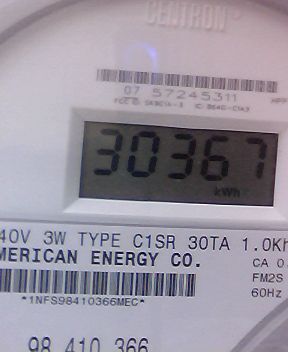 CENTRON®
07 57245311
30367
kWh
40V 3W TYPE C1SR 30TA 1.0Kh
MERICAN ENERGY CO.
CA 0.
FM2S
60Hz
*1NFS98410366MEC*
98 410 366